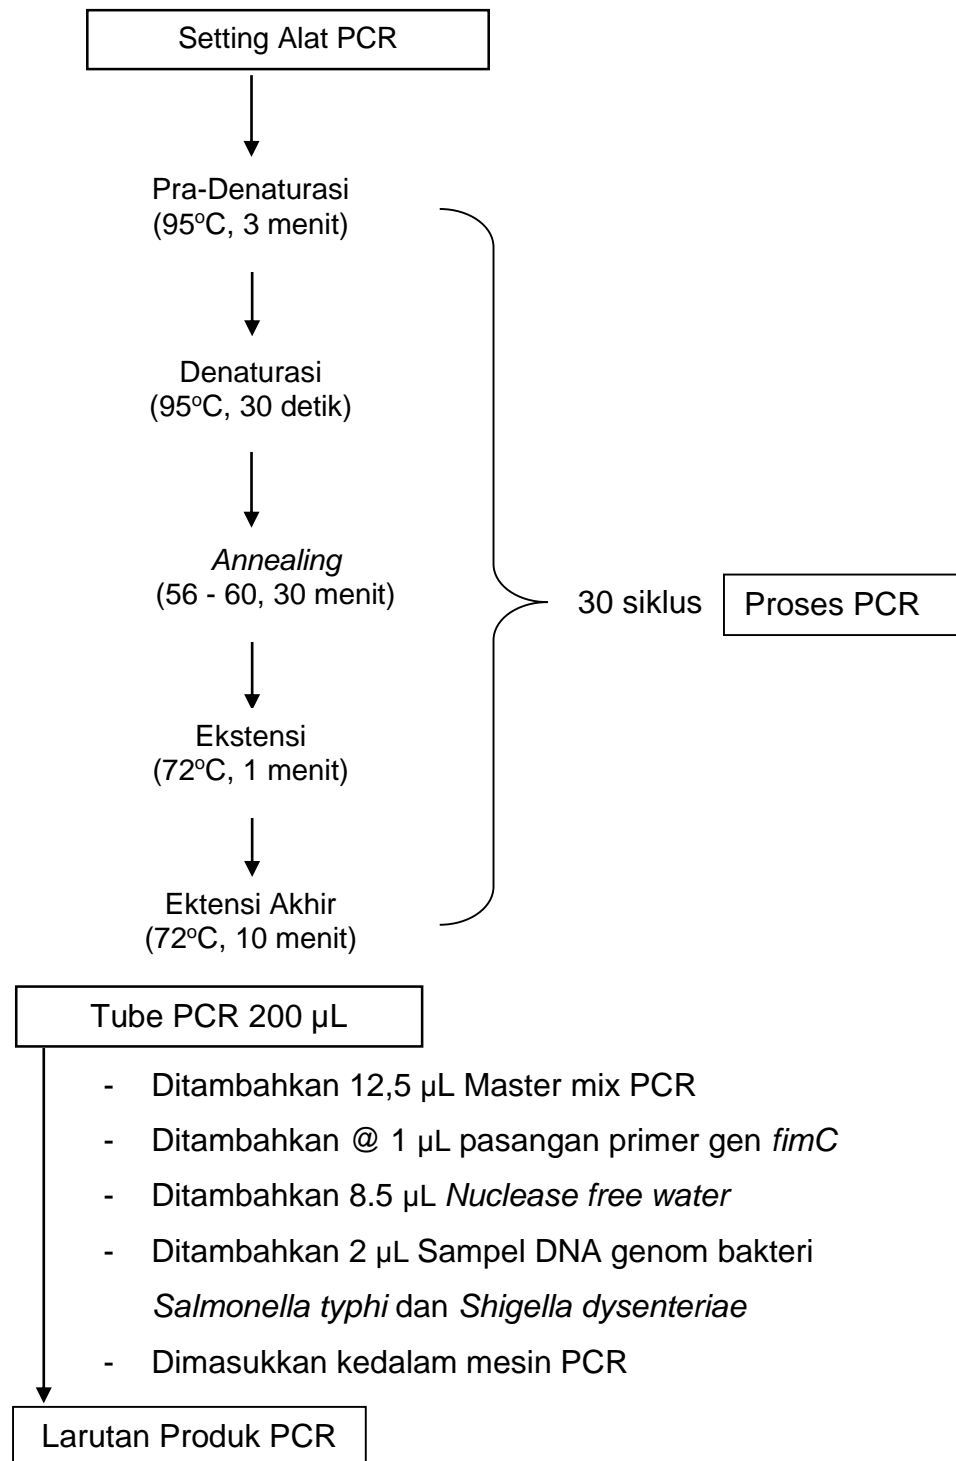 Setting Alat PCR
Pra-Denaturasi
(95ºC, 3 menit)
Denaturasi
(95ºC, 30 detik)
Annealing
(56 - 60, 30 menit)
30 siklus
Proses PCR
Ekstensi
(72ºC, 1 menit)
Ektensi Akhir
(72ºC, 10 menit)
Tube PCR 200 µL
- Ditambahkan 12,5 µL Master mix PCR
- Ditambahkan @ 1 µL pasangan primer gen fimC
- Ditambahkan 8.5 µL Nuclease free water
- Ditambahkan 2 µL Sampel DNA genom bakteri
Salmonella typhi dan Shigella dysenteriae
- Dimasukkan kedalam mesin PCR
Larutan Produk PCR